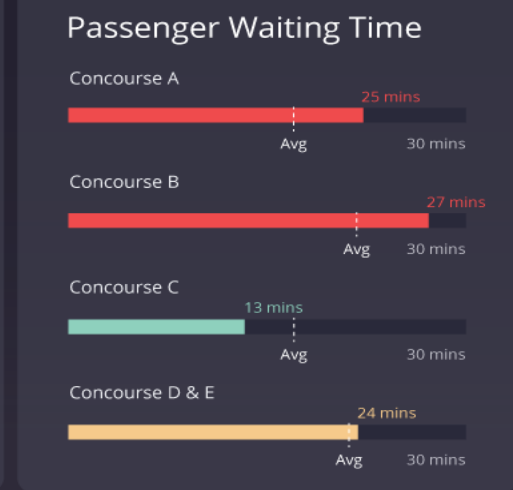 Passenger Waiting Time
Concourse A
25 mins
Avg 30 mins
Concourse B
27 mins
Avg 30 mins
Concourse C
13 mins
Avg 30 mins
Concourse D & E
24 mins
Avg 30 mins